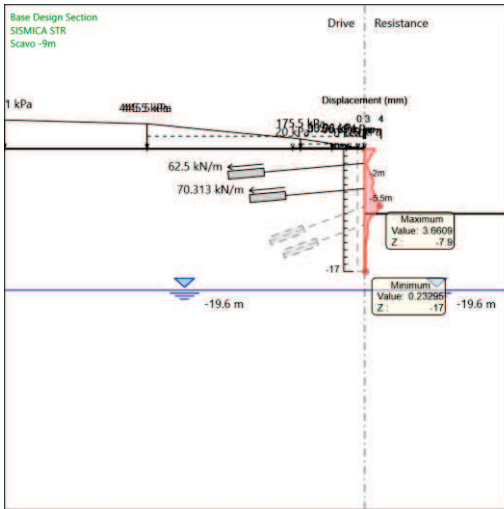 Base Design Section
SISMICA STR
Scavo -9m
Drive
Resistance
Displacement (mm)
0.3 4
1 kPa
175.5 kPa
20 kPa
62.5 kN/m
-2m
70.313 kN/m
-5.5m
Maximum
Value: 3.6609
Z : -7.9
-17
Minimum
Value: 0.23295
Z : -17
-19.6 m
-19.6 m